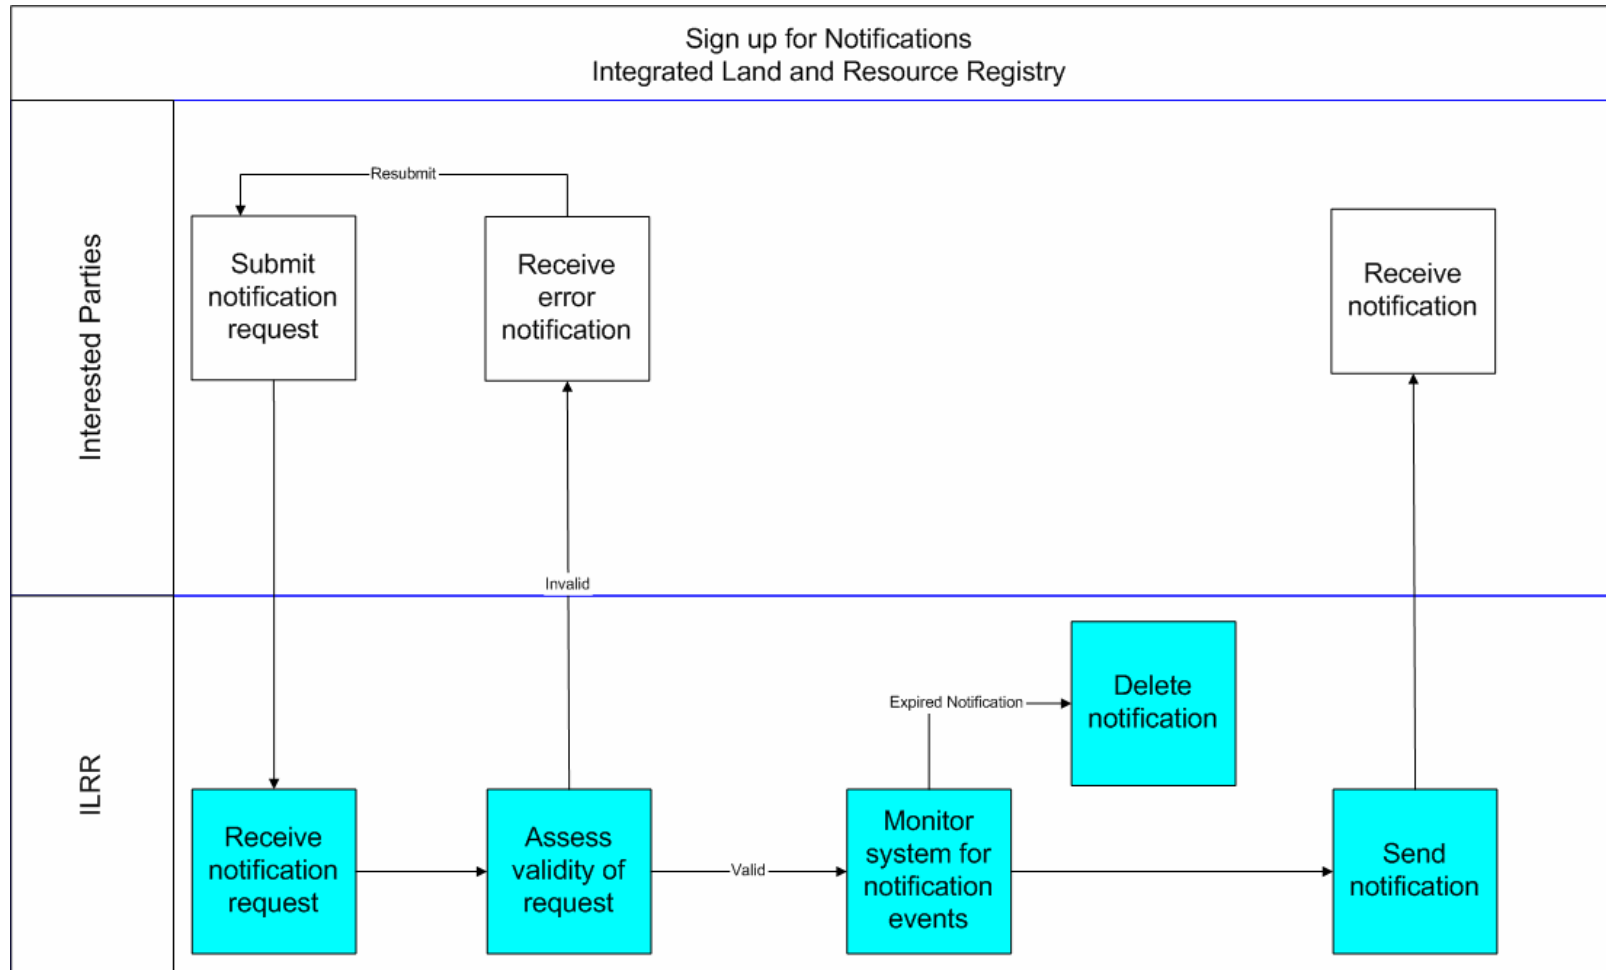 Sign up for Notifications
Integrated Land and Resource Registry
Interested Parties
Resubmit
Submit
notification
request
Receive
error
notification
Receive
notification
Invalid
ILRR
Expired Notification
Delete
notification
Receive
notification
request
Assess
validity of
request
Valid
Monitor
system for
notification
events
Send
notification